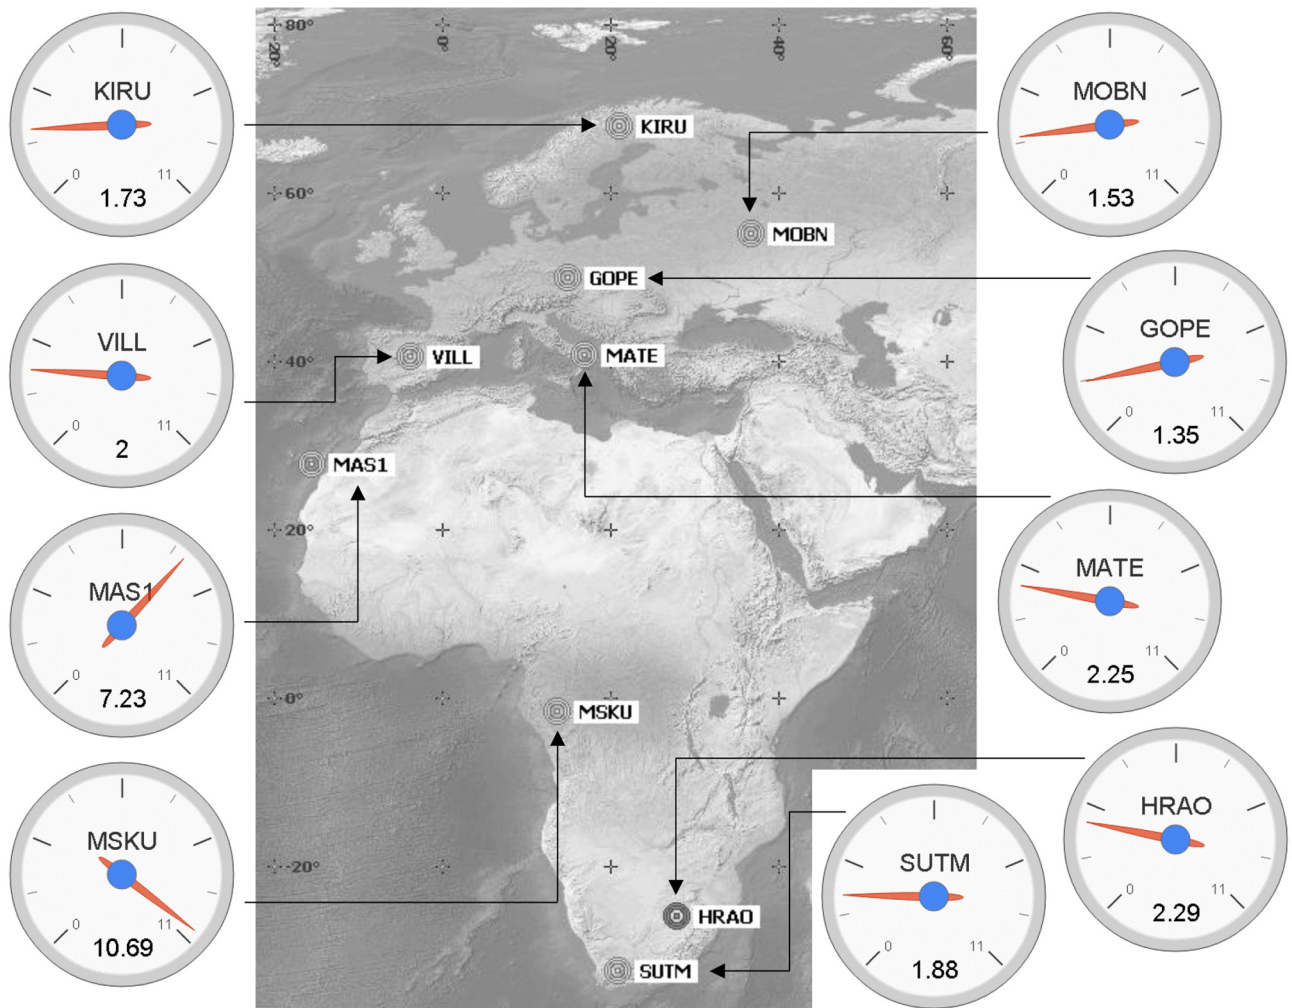 KIRU
0 11
1.73
VILL
0 11
2
MAS1
0 11
7.23
MSKU
0 11
10.69
80°
-20° 0° 20° 40° 60°
60°
40°
20°
0°
-20°
KIRU
MOBN
GOPE
VILL
MATE
MAS1
MSKU
HRAO
SUTM
MOBN
0 11
1.53
GOPE
0 11
1.35
MATE
0 11
2.25
HRAO
0 11
2.29
SUTM
0 11
1.88